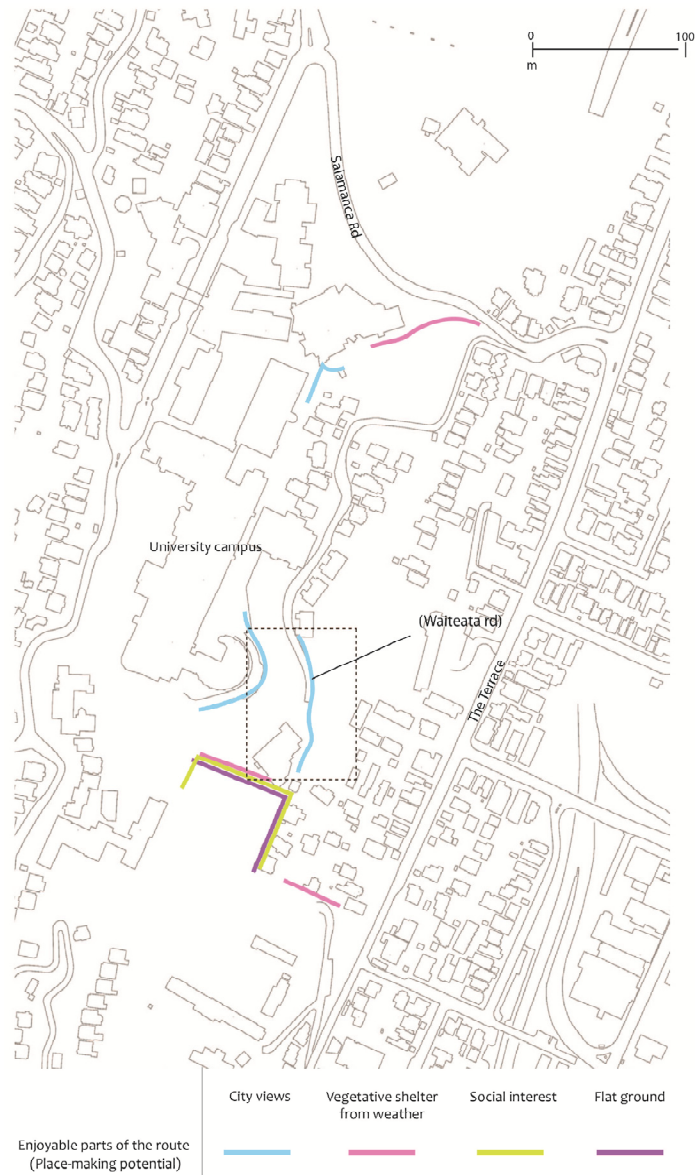 0
100
m
Salamanca Rd
University campus
(Waiteata rd)
The Terrace
City views
Vegetative shelter
from weather
Social interest
Flat ground
Enjoyable parts of the route
(Place-making potential)